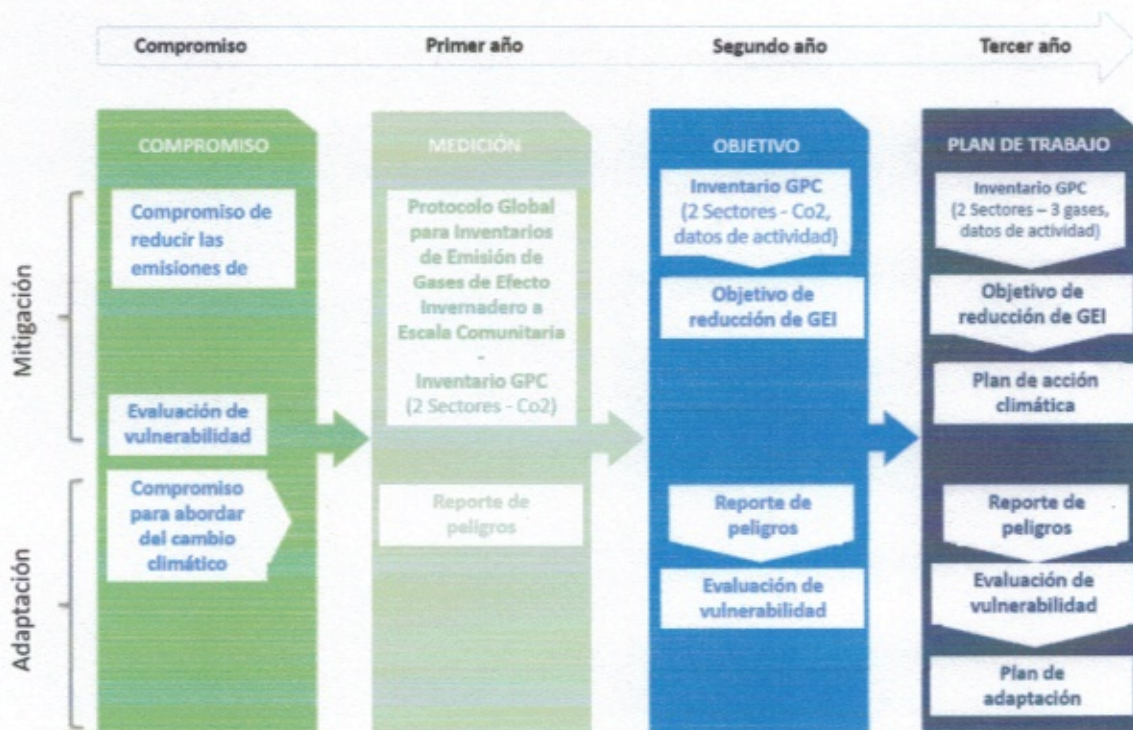 Compromiso
Primer año
Segundo año
Tercer año
Mitigación
Adaptación
COMPROMISO
Compromiso de
reducir las
emisiones de
Evaluación de
vulnerabilidad
Compromiso
para abordar
del cambio
climático
MEDICIÓN
Protocolo Global
para Inventarios
de Emisión de
Gases de Efecto
Invernadero a
Escala Comunitaria
-
Inventario GPC
(2 Sectores - Co2)
Reporte de
peligros
OBJETIVO
Inventario GPC
(2 Sectores - Co2,
datos de actividad)
Objetivo de
reducción de GEI
Reporte de
peligros
Evaluación de
vulnerabilidad
PLAN DE TRABAJO
Inventario GPC
(2 Sectores – 3 gases,
datos de actividad)
Objetivo de
reducción de GEI
Plan de acción
climática
Reporte de
peligros
Evaluación de
vulnerabilidad
Plan de
adaptación